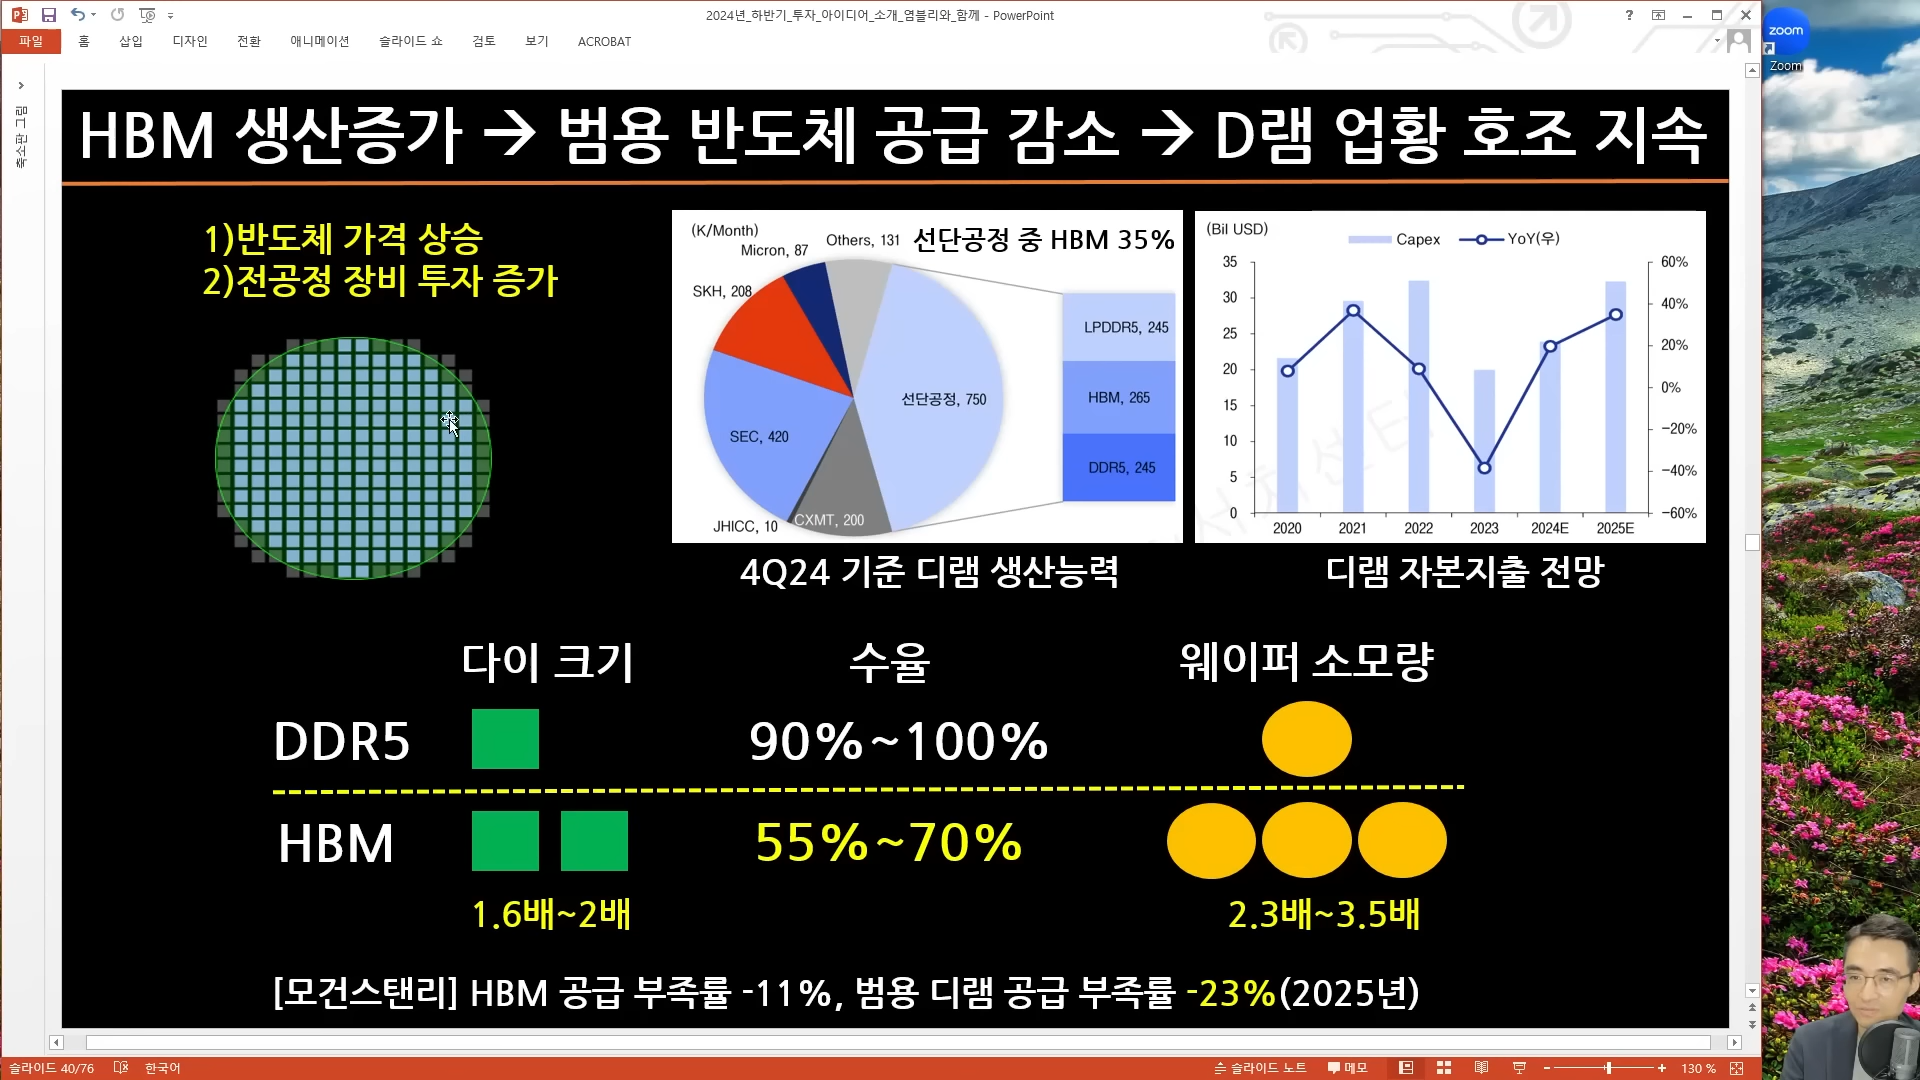 2024년_하반기_투자_아이디어_소개_염블리와_함께 - PowerPoint
파일 홈 삽입 디자인 전환 애니메이션 슬라이드 쇼 검토 보기 ACROBAT
zoom
Zoom
축소판 그림
HBM 생산증가 → 범용 반도체 공급 감소 → D램 업황 호조 지속
1)반도체 가격 상승
2)전공정 장비 투자 증가
(K/Month)
선단공정 중 HBM 35%
Others, 131
Micron, 87
SKH, 208
SEC, 420
JHICC, 10
CXMT, 200
선단공정, 750
LPDDR5, 245
HBM, 265
DDR5, 245
4Q24 기준 디램 생산능력
(Bil USD)
Capex YoY(우)
35 60%
30 40%
25
20 20%
15 0%
10 −20%
5 −40%
0 −60%
2020 2021 2022 2023 2024E 2025E
디램 자본지출 전망
다이 크기 수율 웨이퍼 소모량
DDR5 90%~100%
HBM 55%~70%
1.6배~2배 2.3배~3.5배
[모건스탠리] HBM 공급 부족률 -11%, 범용 디램 공급 부족률 -23%(2025년)
슬라이드 40/76 한국어 슬라이드 노트 메모 130 %